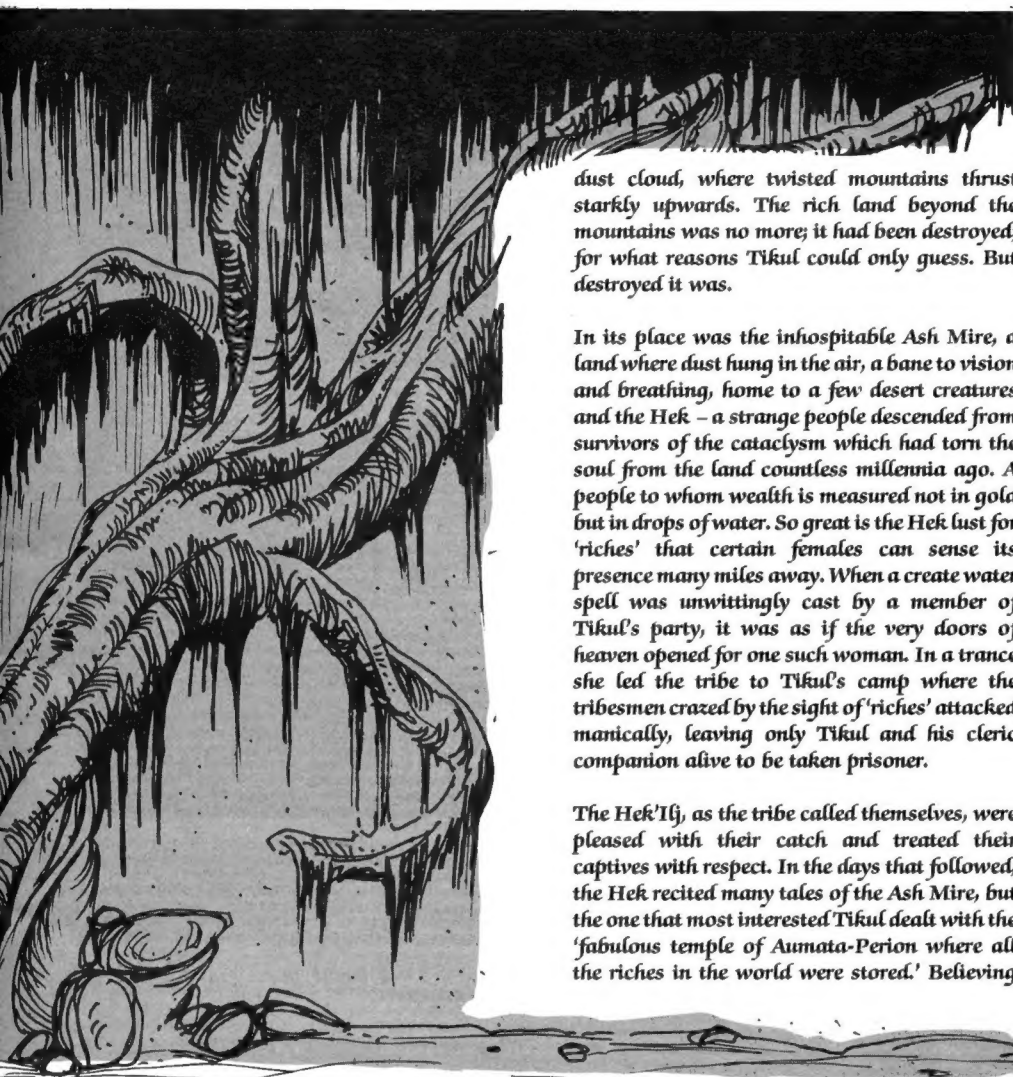 dust cloud, where twisted mountains thrust
starkly upwards. The rich land beyond the
mountains was no more; it had been destroyed,
for what reasons Tikul could only guess. But
destroyed it was.

In its place was the inhospitable Ash Mire, a
land where dust hung in the air, a bane to vision
and breathing, home to a few desert creatures
and the Hek – a strange people descended from
survivors of the cataclysm which had torn the
soul from the land countless millennia ago. A
people to whom wealth is measured not in gold
but in drops of water. So great is the Hek lust for
'riches' that certain females can sense its
presence many miles away. When a create water
spell was unwittingly cast by a member of
Tikul's party, it was as if the very doors of
heaven opened for one such woman. In a trance
she led the tribe to Tikul's camp where the
tribesmen crazed by the sight of 'riches' attacked
manically, leaving only Tikul and his cleric
companion alive to be taken prisoner.

The Hek'Ilj, as the tribe called themselves, were
pleased with their catch and treated their
captives with respect. In the days that followed,
the Hek recited many tales of the Ash Mire, but
the one that most interested Tikul dealt with the
'fabulous temple of Aumata-Perion where all
the riches in the world were stored.' Believing